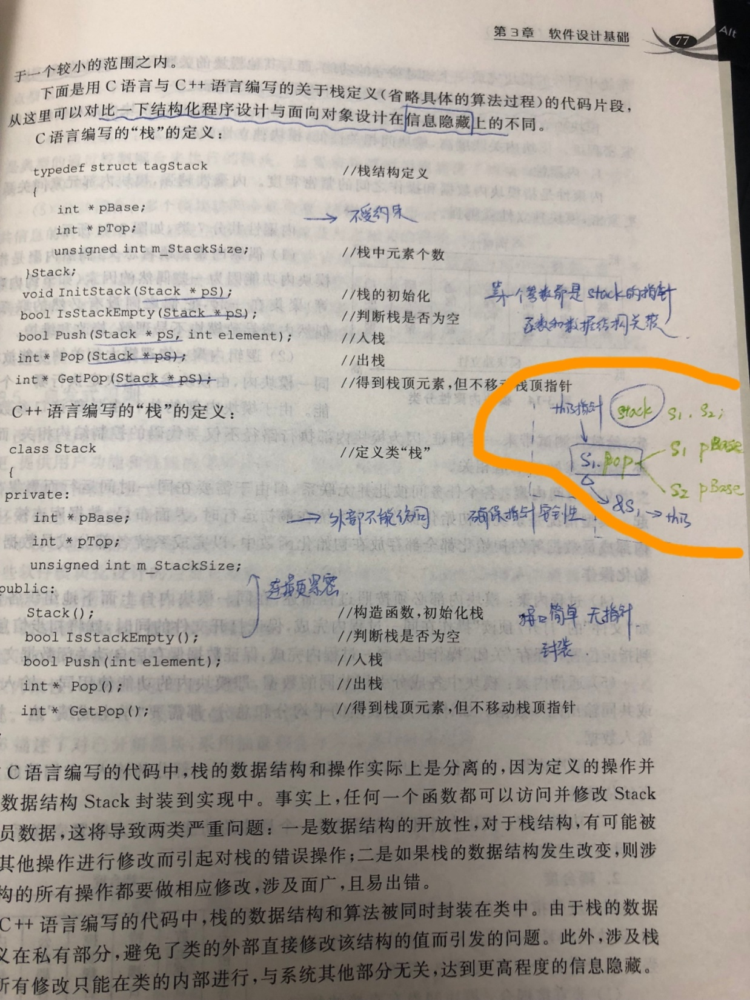 第3章 软件设计基础 77
Alt
于一个较小的范围之内。
下面是用C语言与C++语言编写的关于栈定义(省略具体的算法过程)的代码片段,
从这里可以对比一下结构化程序设计与面向对象设计在信息隐藏上的不同。
C语言编写的“栈”的定义:
typedef struct tagStack //栈结构定义
{
int * pBase;
→ 不受约束
int * pTop;
unsigned int m_StackSize; //栈中元素个数
}Stack;
void InitStack(Stack * pS); //栈的初始化
第一个参数都是stack的指针
bool IsStackEmpty(Stack * pS); //判断栈是否为空
函数和数据结构关联
bool Push(Stack * pS, int element); //入栈
int* Pop(Stack * pS); //出栈
int* GetPop(Stack * pS); //得到栈顶元素,但不移动栈顶指针
C++语言编写的“栈”的定义:
this指针 stack S1. S2;
class Stack //定义类“栈”
S1.pop S1 pBase
S2 pBase
{
private:
&S1 → this
int * pBase; → 外部不能访问 确保指针安全性
int * pTop;
unsigned int m_StackSize;
public:
Stack(); //构造函数,初始化栈
接口简单 无指针
bool IsStackEmpty(); //判断栈是否为空
封装.
bool Push(int element); //入栈
int* Pop(); //出栈
int* GetPop(); //得到栈顶元素,但不移动栈顶指针
C语言编写的代码中,栈的数据结构和操作实际上是分离的,因为定义的操作并
数据结构Stack封装到实现中。事实上,任何一个函数都可以访问并修改Stack
员数据,这将导致两类严重问题:一是数据结构的开放性,对于栈结构,有可能被
其他操作进行修改而引起对栈的错误操作;二是如果栈的数据结构发生改变,则涉
构的所有操作都要做相应修改,涉及面广,且易出错。
C++语言编写的代码中,栈的数据结构和算法被同时封装在类中。由于栈的数据
义在私有部分,避免了类的外部直接修改该结构的值而引发的问题。此外,涉及栈
所有修改只能在类的内部进行,与系统其他部分无关,达到更高程度的信息隐藏。